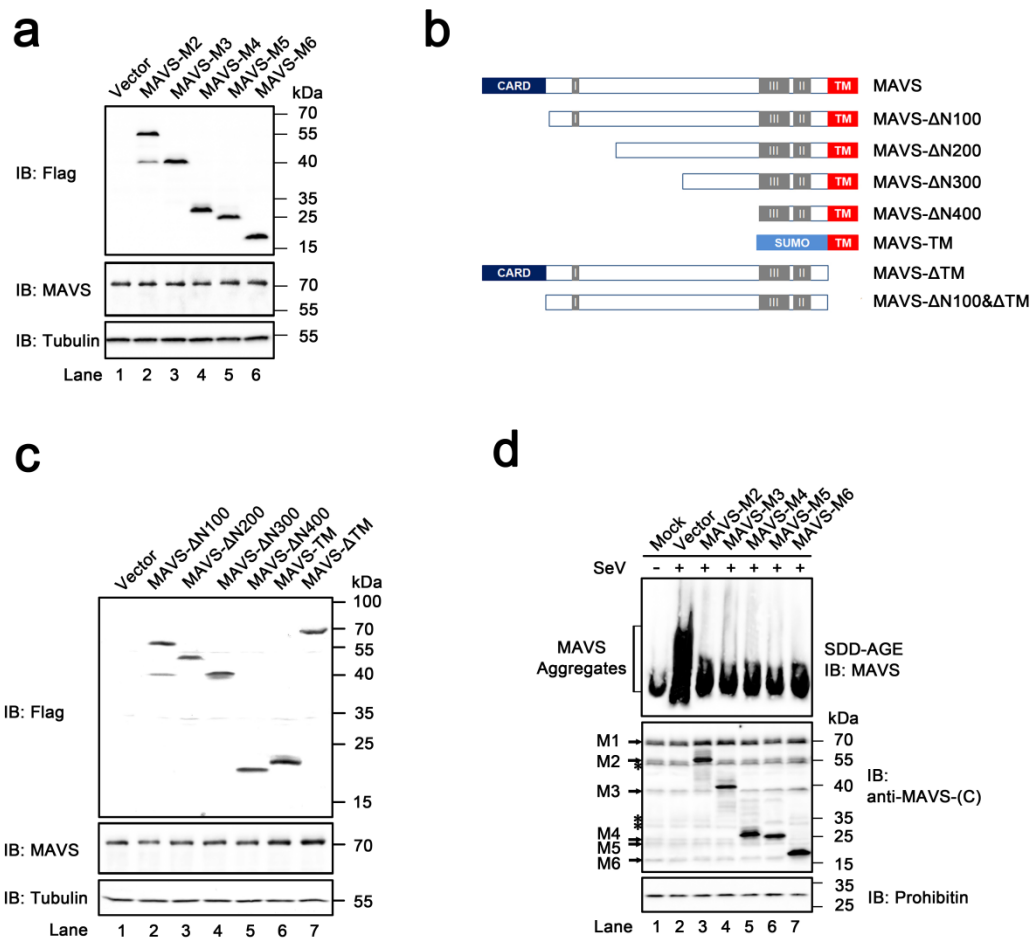 a
Vector
MAVS-M2
MAVS-M3
MAVS-M4
MAVS-M5
MAVS-M6
kDa
IB: Flag
70
55
40
35
25
15
IB: MAVS
70
IB: Tubulin
55
55
Lane 1 2 3 4 5 6
b
CARD I III II TM MAVS
I III II TM MAVS-ΔN100
III II TM MAVS-ΔN200
III II TM MAVS-ΔN300
III II TM MAVS-ΔN400
SUMO TM MAVS-TM
CARD I III II MAVS-ΔTM
I III II MAVS-ΔN100&ΔTM
c
Vector
MAVS-ΔN100
MAVS-ΔN200
MAVS-ΔN300
MAVS-ΔN400
MAVS-TM
MAVS-ΔTM
kDa
IB: Flag
100
70
55
40
35
25
15
IB: MAVS
70
IB: Tubulin
55
Lane 1 2 3 4 5 6 7
d
Mock
Vector
MAVS-M2
MAVS-M3
MAVS-M4
MAVS-M5
MAVS-M6
SeV - + + + + + +
MAVS
Aggregates
SDD-AGE
IB: MAVS
kDa
M1
M2
*
M3
*
*
M4
M5
M6
70
55
40
35
25
15
IB:
anti-MAVS-(C)
35
25
IB: Prohibitin
Lane 1 2 3 4 5 6 7